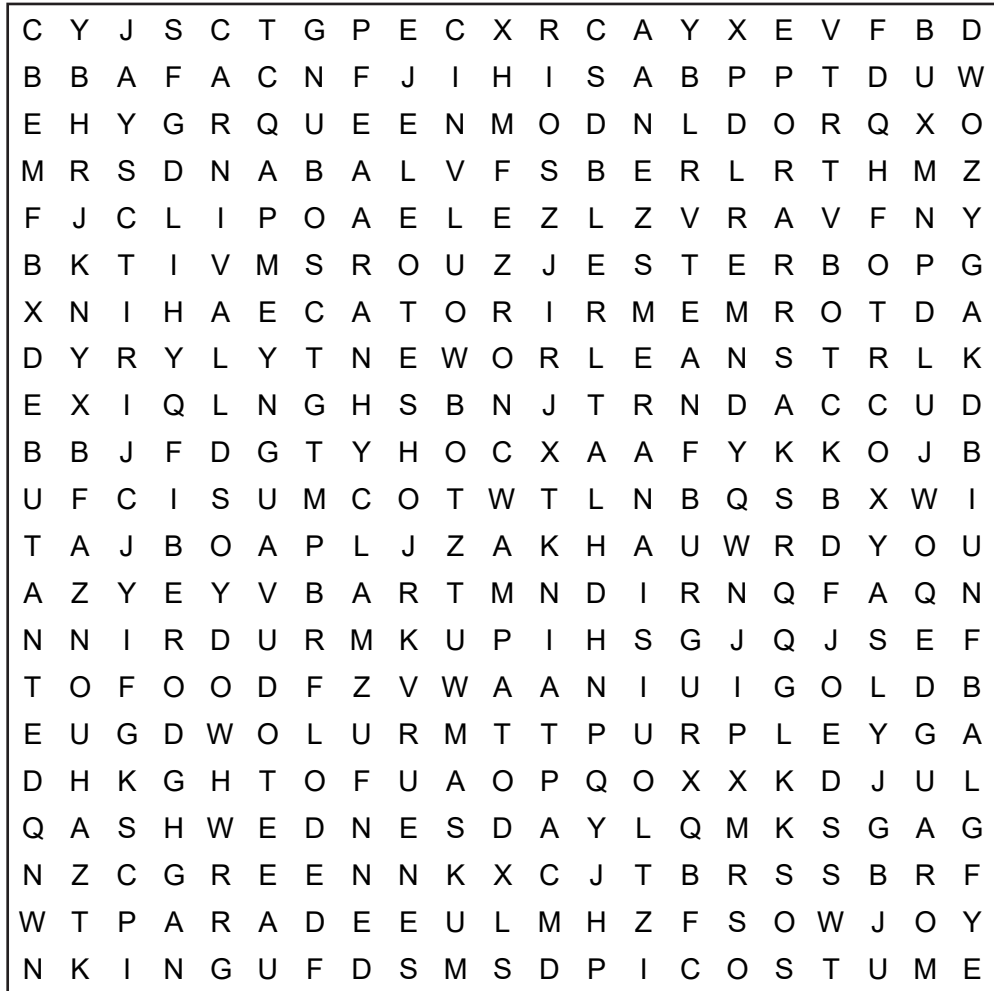 C Y J S C T G P E C X R C A Y X E V F B D
B B A F A C N F J I H I S A B P P T D U W
E H Y G R Q U E E N M O D N L D O R Q X O
M R S D N A B A L V F S B E R L R T H M Z
F J C L I P O A E L E Z L Z V R A V F N Y
B K T I V M S R O U Z J E S T E R B O P G
X N I H A E C A T O R I R M E M R O T D A
D Y R Y L Y T N E W O R L E A N S T R L K
E X I Q L N G H S B N J T R N D A C C U D
B B J F D G T Y H O C X A A F Y K K O J B
U F C I S U M C O T W T L N B Q S B X W I
T A J B O A P L J Z A K H A U W R D Y O U
A Z Y E Y V B A R T M N D I R N Q F A Q N
N N I R D U R M K U P I H S G J Q J S E F
T O F O O D F Z V W A A N I U I G O L D B
E U G D W O L U R M T T P U R P L E Y G A
D H K G H T O F U A O P Q O X X K D J U L
Q A S H W E D N E S D A Y L Q M K S G A G
N Z C G R E E N N K X C J T B R S S B R F
W T P A R A D E E U L M H Z F S O W J O Y
N K I N G U F D S M S D P I C O S T U M E